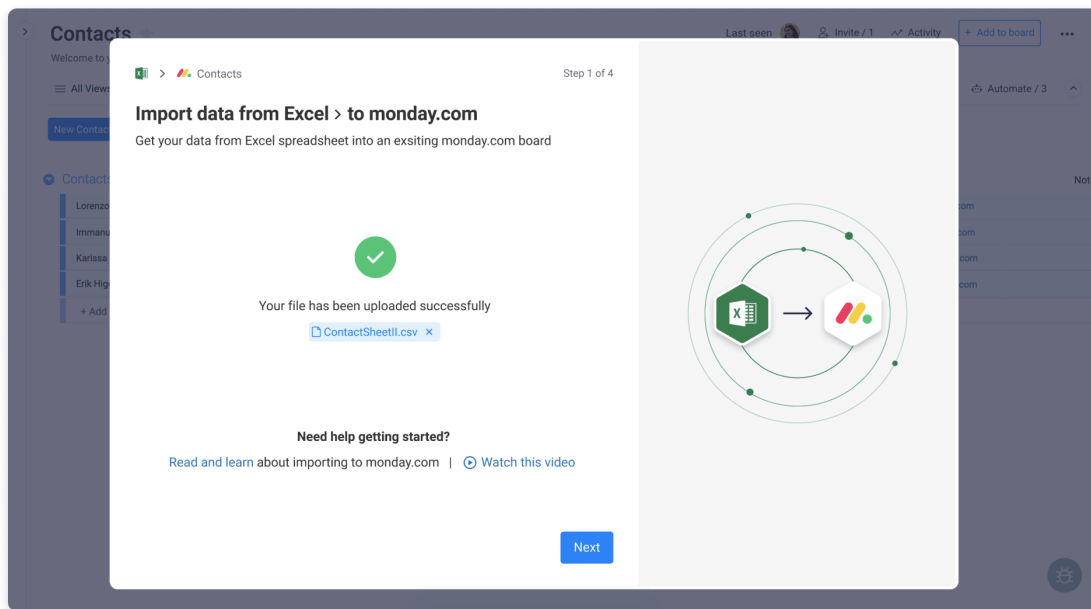 Contacts
Last seen
Invite / 1
Activity
+ Add to board
Welcome to
All Views
Automate / 3
New Contac
Contacts
Not
Lorenzo
com
Immanu
com
Karissa
com
Erik Hig
com
+ Add
Contacts
Step 1 of 4
Import data from Excel > to monday.com
Get your data from Excel spreadsheet into an exsiting monday.com board
Your file has been uploaded successfully
ContactSheetII.csv ×
Need help getting started?
Read and learn about importing to monday.com | Watch this video
Next
X